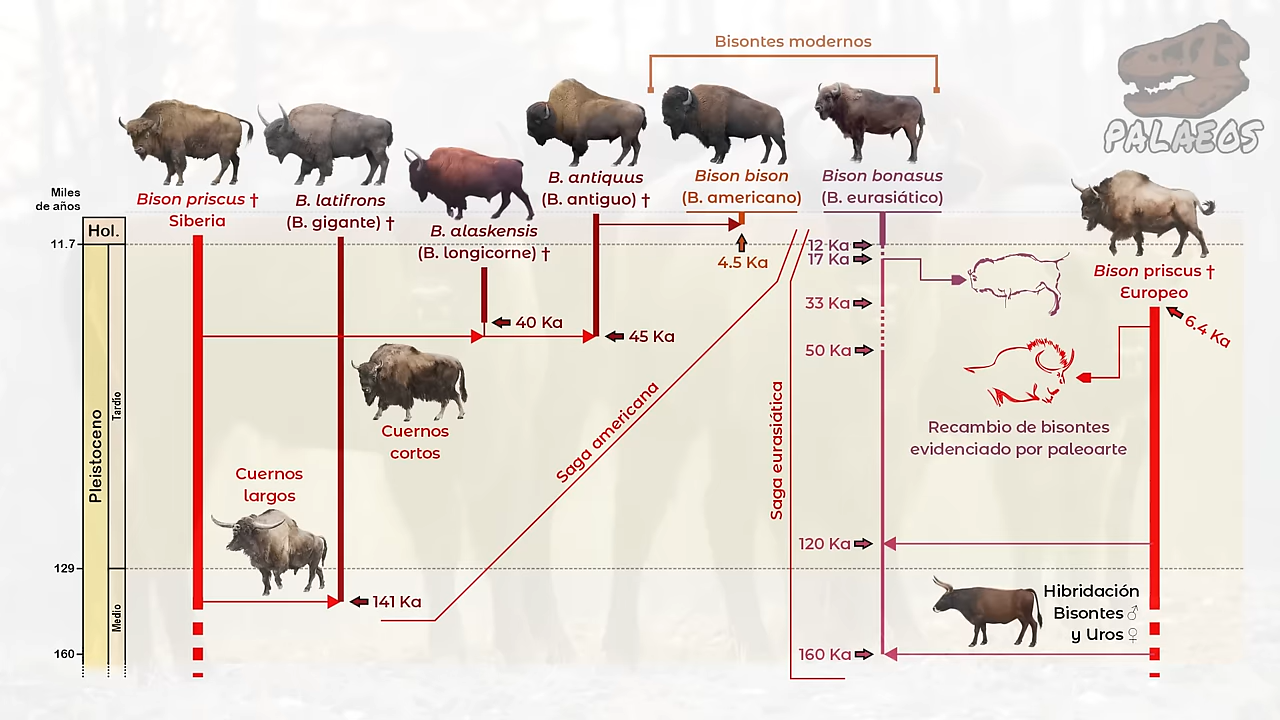 Bisontes modernos
PALAEOS
Bison priscus †
Siberia
B. latifrons
(B. gigante) †
B. alaskensis
(B. longicorne) †
B. antiquus
(B. antiguo) †
Bison bison
(B. americano)
Bison bonasus
(B. eurasiático)
Bison priscus †
Europeo
Miles
de años
Hol.
11.7
129
160
Pleistoceno
Tardío
Medio
4.5 Ka
40 Ka
45 Ka
12 Ka
17 Ka
33 Ka
50 Ka
6.4 Ka
Cuernos
cortos
Cuernos
largos
141 Ka
Saga americana
Saga eurasiática
Recambio de bisontes
evidenciado por paleoarte
120 Ka
Hibridación
Bisontes ♂
y Uros ♀
160 Ka